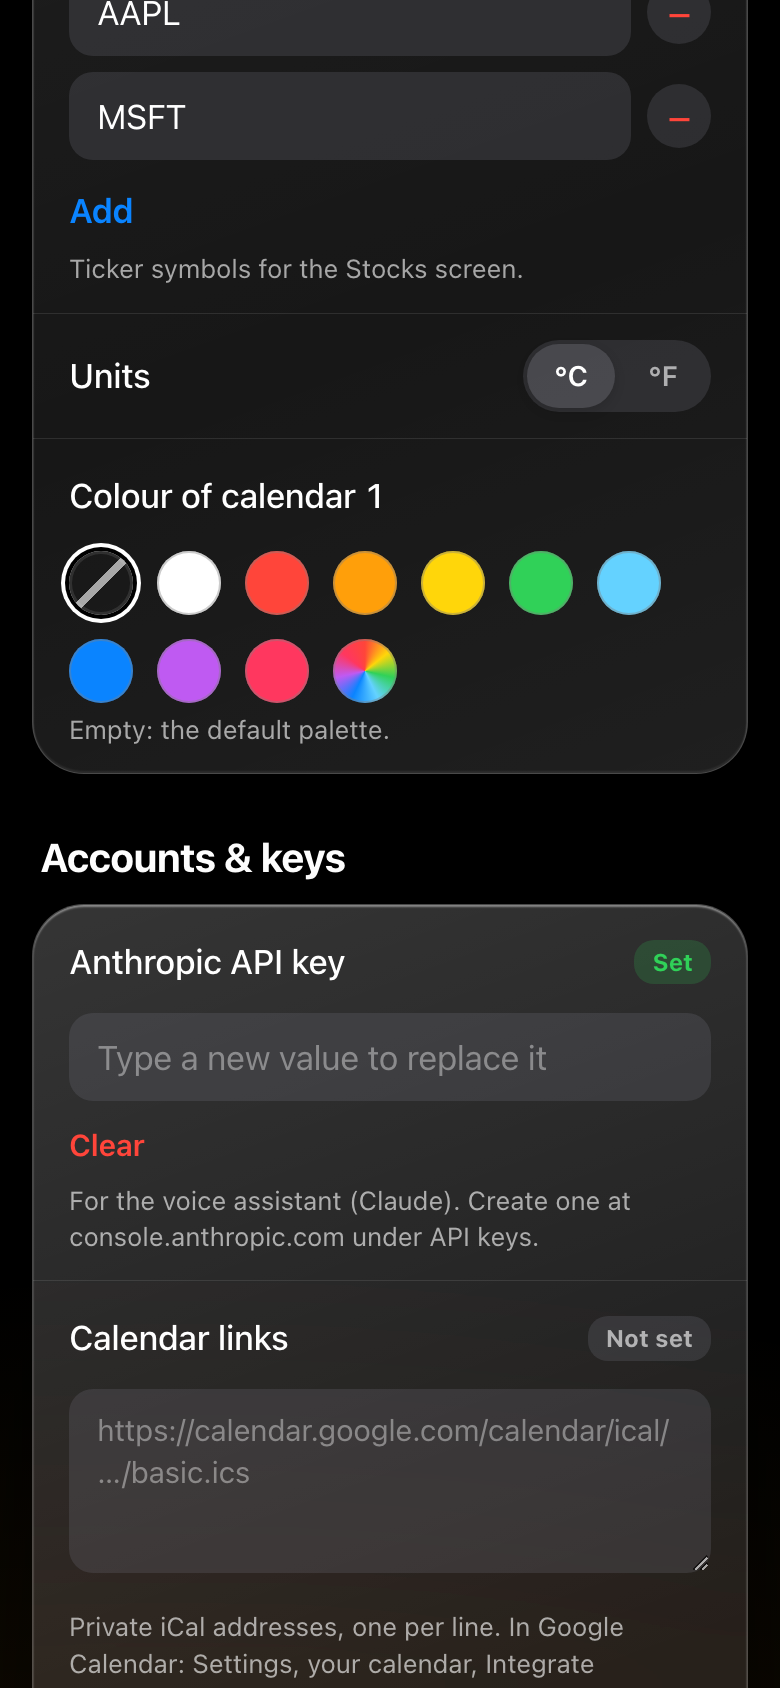 AAPL
MSFT
Add
Ticker symbols for the Stocks screen.
Units
°C
°F
Colour of calendar 1
Empty: the default palette.
Accounts & keys
Anthropic API key
Set
Type a new value to replace it
Clear
For the voice assistant (Claude). Create one at
console.anthropic.com under API keys.
Calendar links
Not set
https://calendar.google.com/calendar/ical/
.../basic.ics
Private iCal addresses, one per line. In Google
Calendar: Settings, your calendar, Integrate